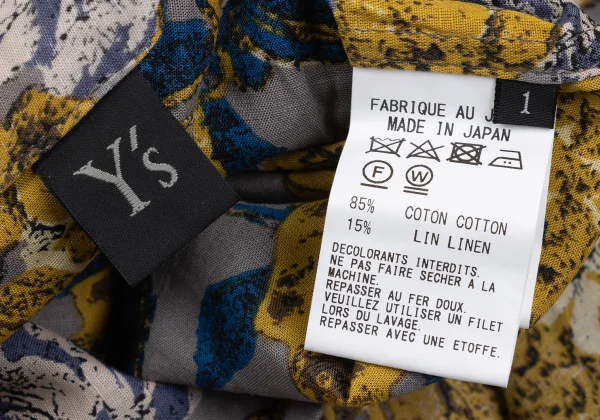 Y's
1
FABRIQUE AU
MADE IN JAPAN
F W
85% COTON COTTON
15% LIN LINEN
DECOLORANTS INTERDITS.
NE PAS FAIRE SECHER A LA
MACHINE.
REPASSER AU FER DOUX.
VEUILLEZ UTILISER UN FILET
LORS DU LAVAGE.
REPASSER AVEC UNE ETOFFE.